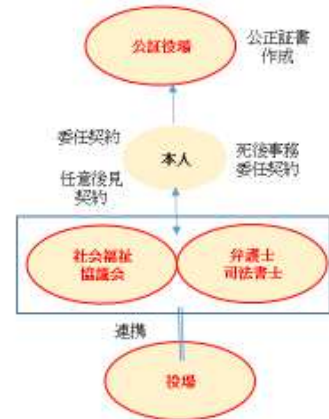 公証役場
公正証書
作成
委任契約
本人
死後事務
委任契約
任意後見
契約
社会福祉
協議会
弁護士
司法書士
連携
役場